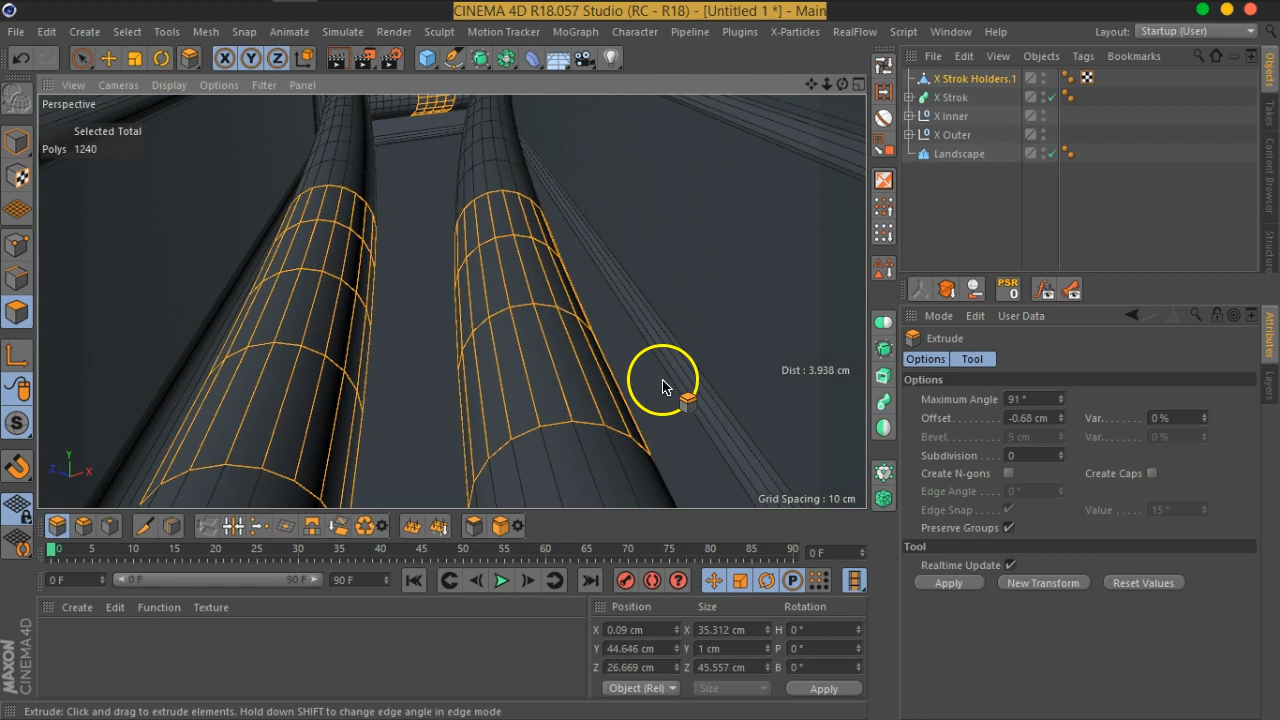 CINEMA 4D R18.057 Studio (RC - R18) - [Untitled 1 *] - Main
File Edit Create Select Tools Mesh Snap Animate Simulate Render Sculpt Motion Tracker MoGraph Character Pipeline Plugins X-Particles RealFlow Script Window Help Layout: Startup (User)
X Y Z
File Edit View Objects Tags Bookmarks
View Cameras Display Options Filter Panel
Perspective
Selected Total
Polys 1240
X Strok Holders.1
X Strok
X Inner
X Outer
Landscape
Objects
Takes
Content Browser
Structure
PSR
0
Mode Edit User Data
Extrude
Options Tool
Options
Maximum Angle 91 °
Offset -0.68 cm Var. 0 %
Bevel. 5 cm Var. 0 %
Subdivision 0
Create N-gons Create Caps
Edge Angle 0 °
Edge Snap Value 15 °
Preserve Groups
Tool
Realtime Update
Apply New Transform Reset Values
Attributes
Layers
Dist : 3.938 cm
Y
Z X
Grid Spacing : 10 cm
0 5 10 15 20 25 30 35 40 45 50 55 60 65 70 75 80 85 90 0 F
0 F 0 F 90 F 90 F
Create Edit Function Texture
Position Size Rotation
X 0.09 cm X 35.312 cm H 0 °
Y 44.646 cm Y 1 cm P 0 °
Z 26.669 cm Z 45.557 cm B 0 °
Object (Rel) Size Apply
MAXON
CINEMA 4D
Extrude: Click and drag to extrude elements. Hold down SHIFT to change edge angle in edge mode